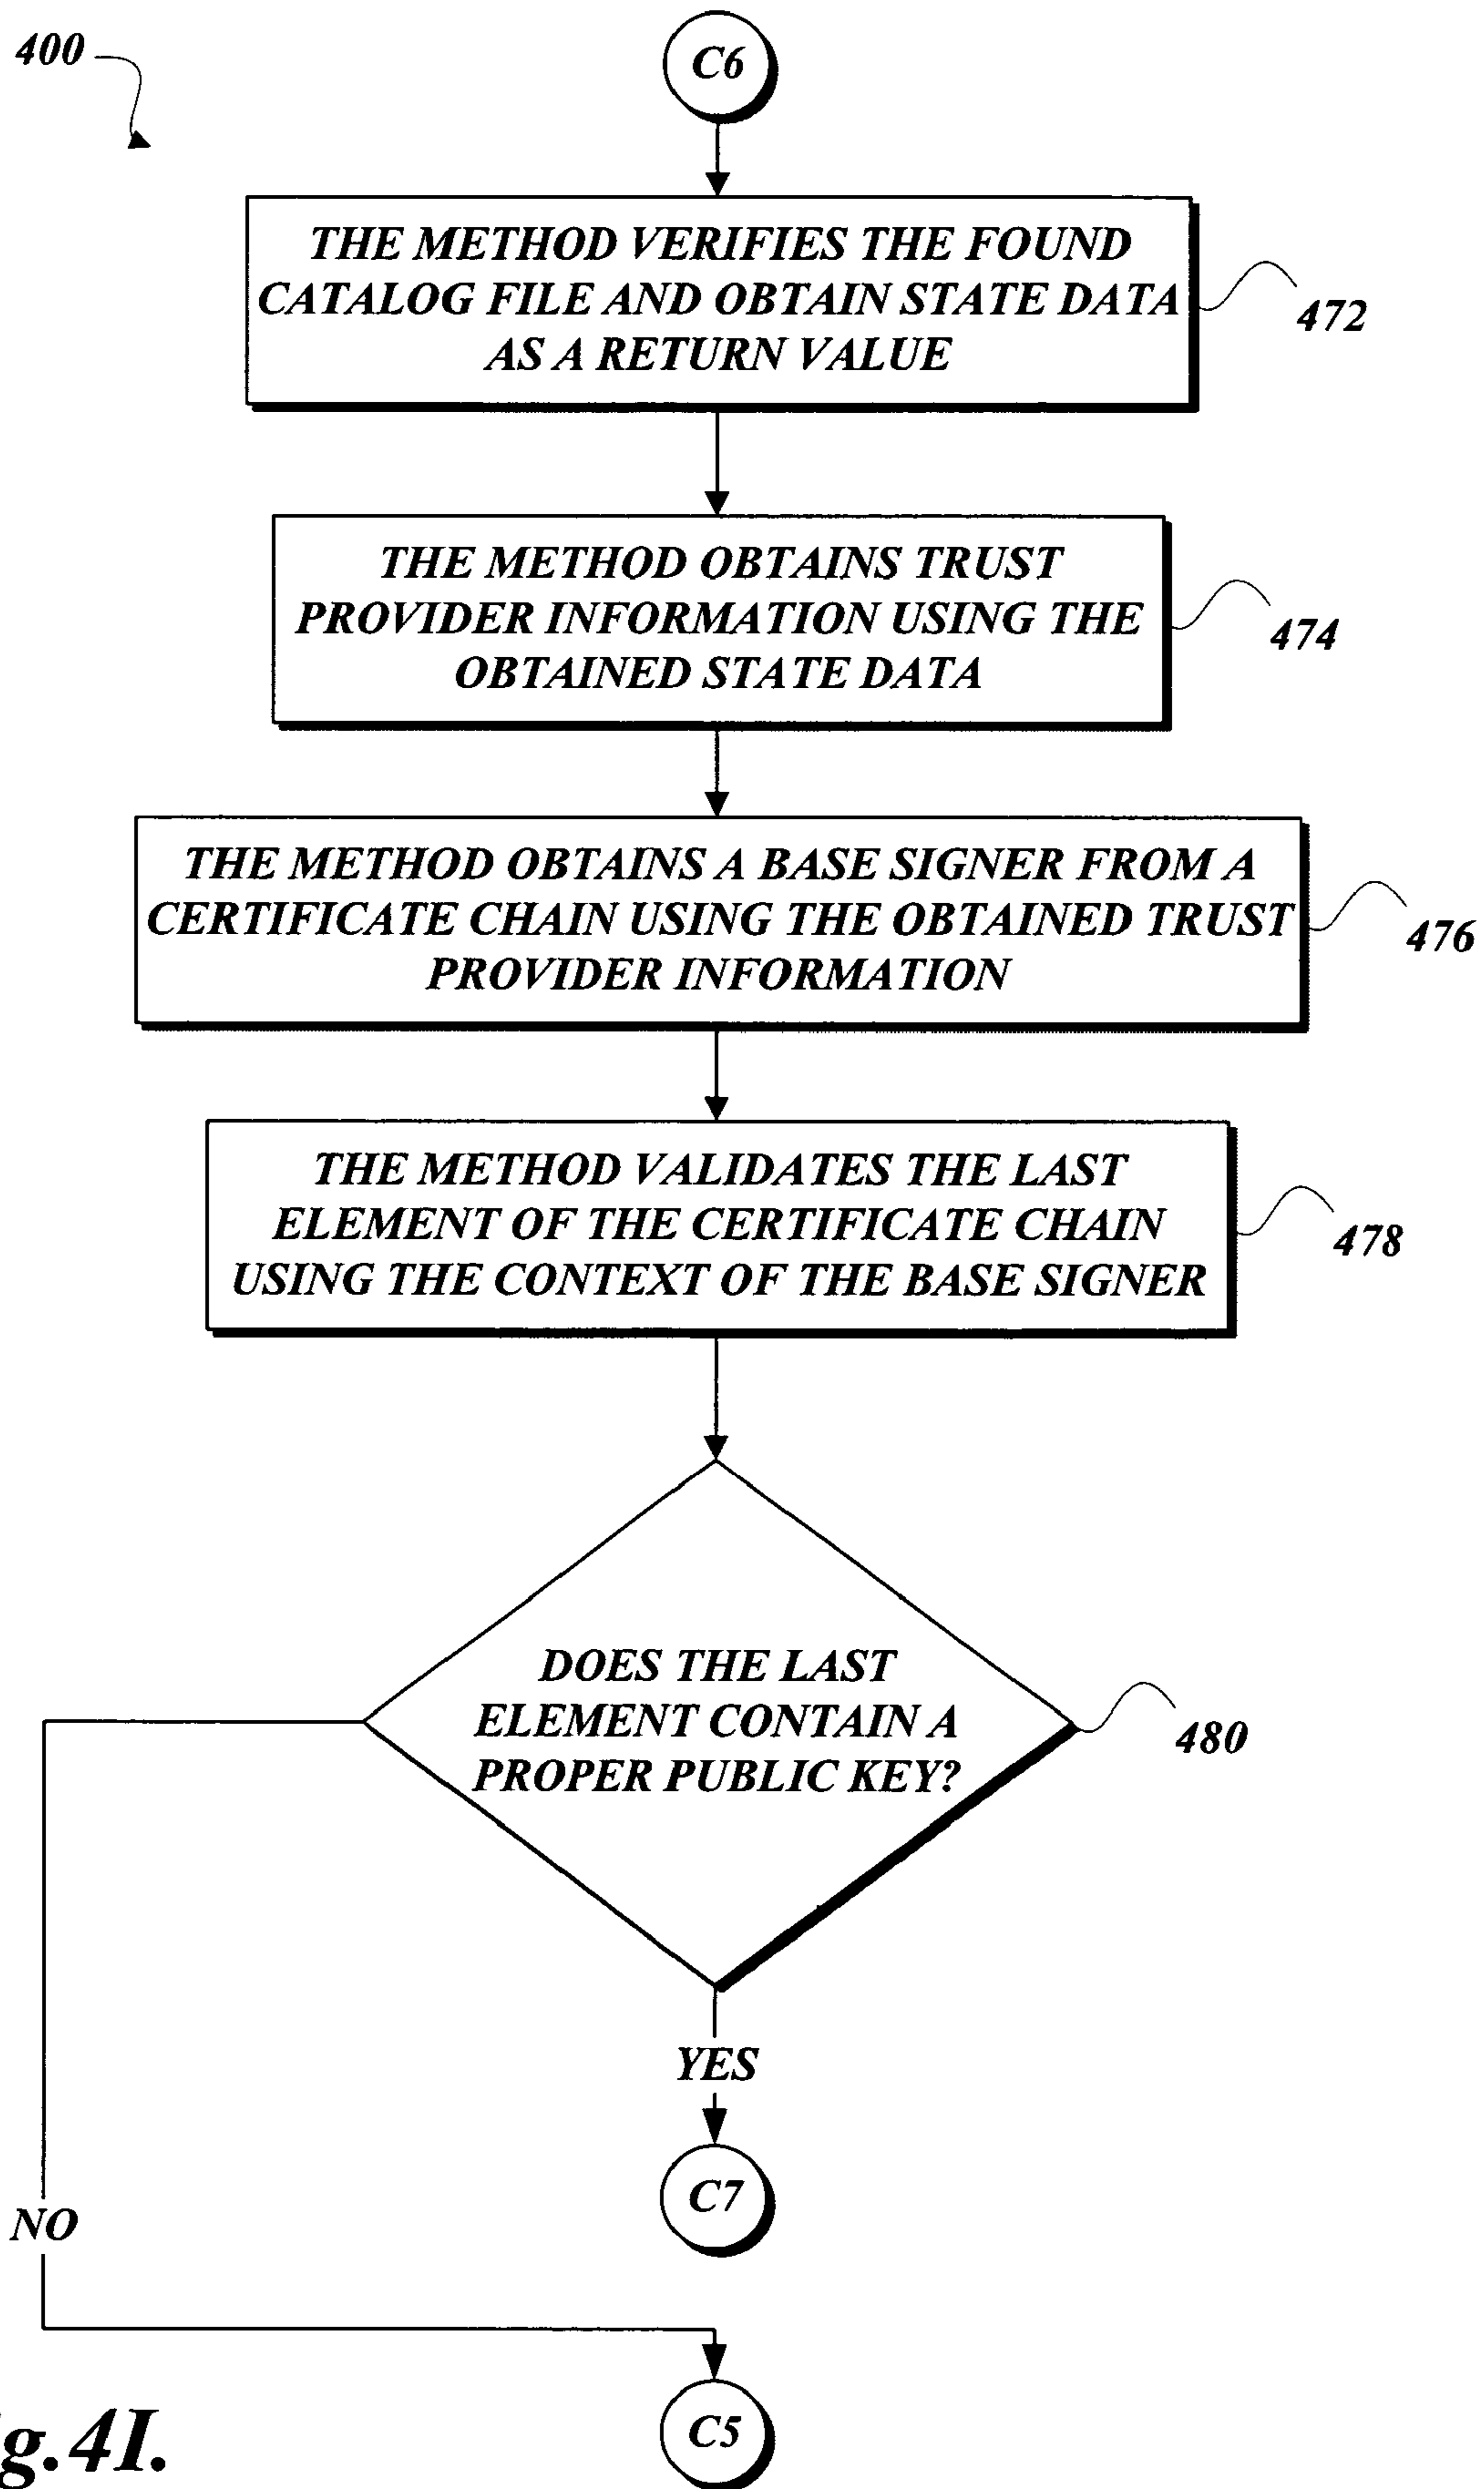 400
C6
THE METHOD VERIFIES THE FOUND
CATALOG FILE AND OBTAIN STATE DATA
AS A RETURN VALUE
472
THE METHOD OBTAINS TRUST
PROVIDER INFORMATION USING THE
OBTAINED STATE DATA
474
THE METHOD OBTAINS A BASE SIGNER FROM A
CERTIFICATE CHAIN USING THE OBTAINED TRUST
PROVIDER INFORMATION
476
THE METHOD VALIDATES THE LAST
ELEMENT OF THE CERTIFICATE CHAIN
USING THE CONTEXT OF THE BASE SIGNER
478
DOES THE LAST
ELEMENT CONTAIN A
PROPER PUBLIC KEY?
480
YES
C7
NO
C5
g.4I.